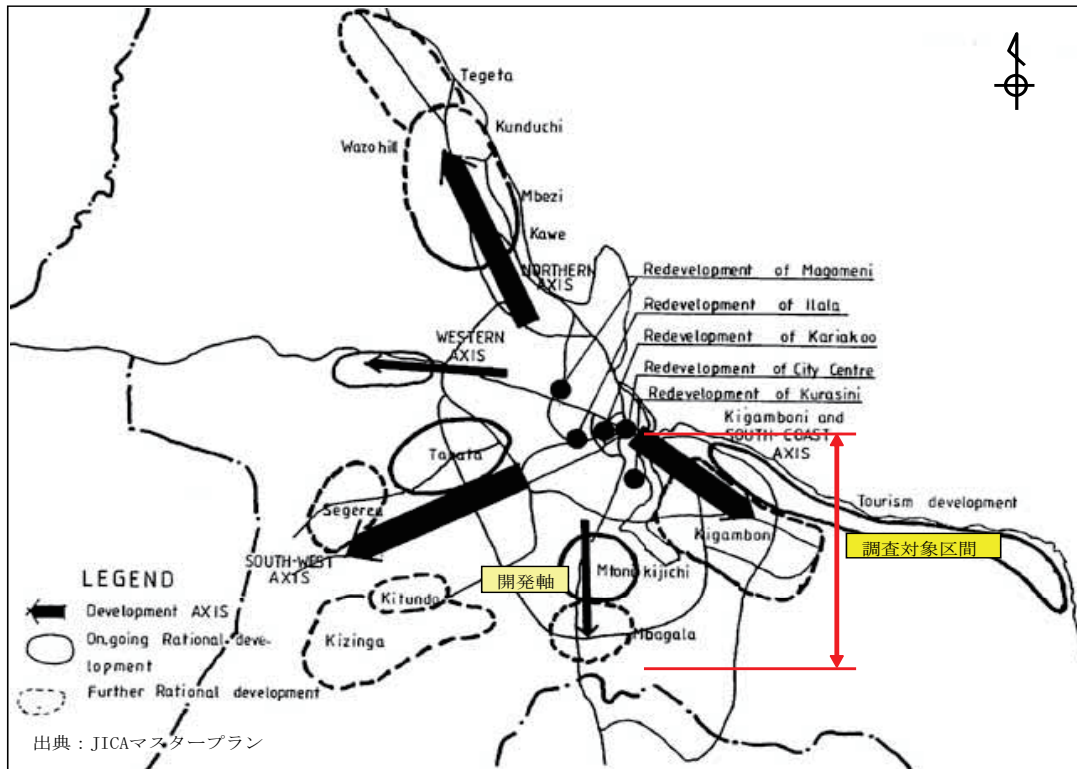 Tegeta
Kunduchi
Wazohill
Mbezi
Kawe
NORTHERN
AXIS
Redevelopment of Magomeni
Redevelopment of Ilala
WESTERN
AXIS
Redevelopment of Kariakoo
Redevelopment of City Centre
Redevelopment of Kurasini
Kigamboni and
SOUTH COAST
AXIS
Tabata
Tourism development
Segerea
Kigamboni
調査対象区間
SOUTH-WEST
AXIS
開発軸
Mtoni kijichi
Kitunda
Mbagala
Kizinga
LEGEND
Development AXIS
On,going Rational deve-
lopment
Further Rational development
出典：JICAマスタープラン